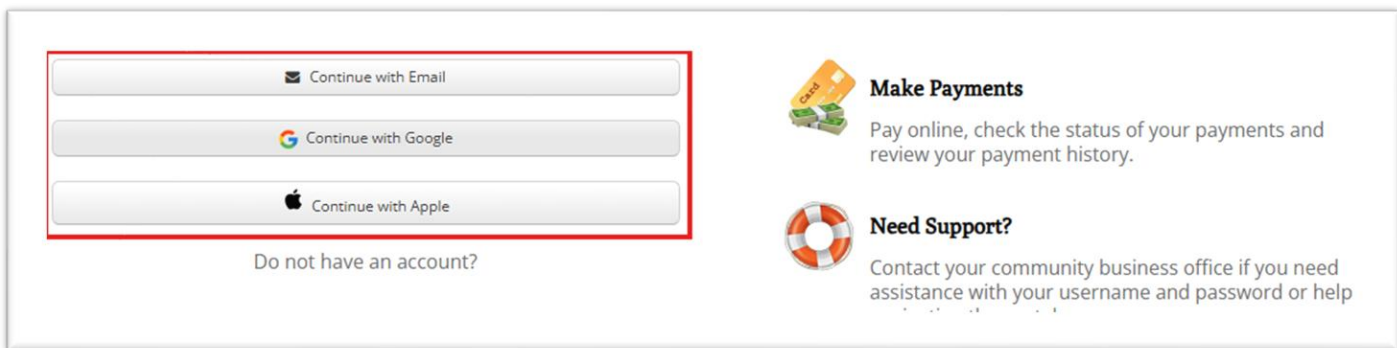 Continue with Email
Continue with Google
Continue with Apple
Do not have an account?
Card
Make Payments
Pay online, check the status of your payments and
review your payment history.
Need Support?
Contact your community business office if you need
assistance with your username and password or help